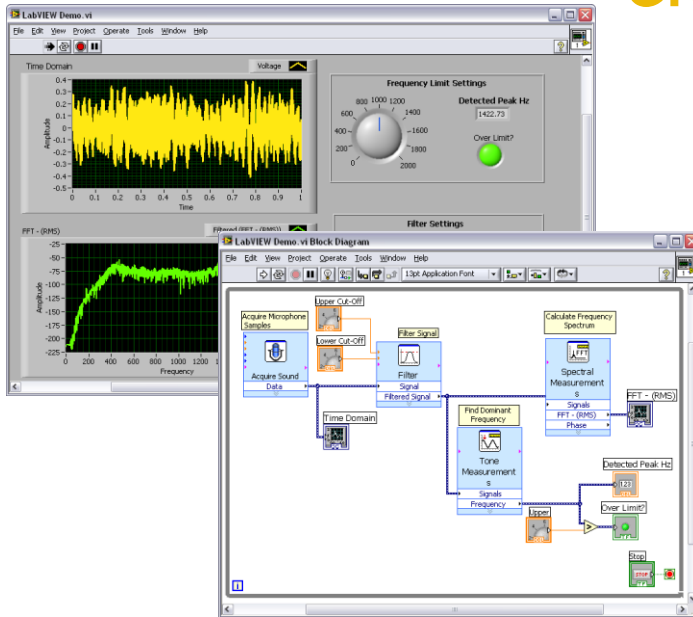 LabVIEW Demo.vi
File Edit View Project Operate Tools Window Help
Time Domain
Voltage
Amplitude
0.4
0.3
0.2
0.1
0
-0.1
-0.2
-0.3
-0.4
-0.5
0 0.1 0.2 0.3 0.4 0.5 0.6 0.7 0.8 0.9 1
Time
Frequency Limit Settings
0 200 400 600 800 1000 1200 1400 1600 1800 2000
Detected Peak Hz
1422.73
Over Limit?
FFT - (RMS)
Filtered (FFT - (RMS))
Amplitude
-25
-50
-75
-100
-125
-150
-175
-200
-225
0 200 400 600 800 1000 1200
Frequency
Filter Settings
LabVIEW Demo.vi Block Diagram
File Edit View Project Operate Tools Window Help
13pt Application Font
Acquire Microphone
Samples
Acquire Sound
Data
Upper Cut-Off
Lower Cut-Off
Time Domain
Filter Signal
Filter
Signal
Filtered Signal
Find Dominant
Frequency
Tone
Measurement
s
Signals
Frequency
Calculate Frequency
Spectrum
FFT
Spectral
Measurement
s
Signals
FFT - (RMS)
Phase
FFT - (RMS)
Detected Peak Hz
123
Upper
>
Over Limit?
Stop
STOP
i